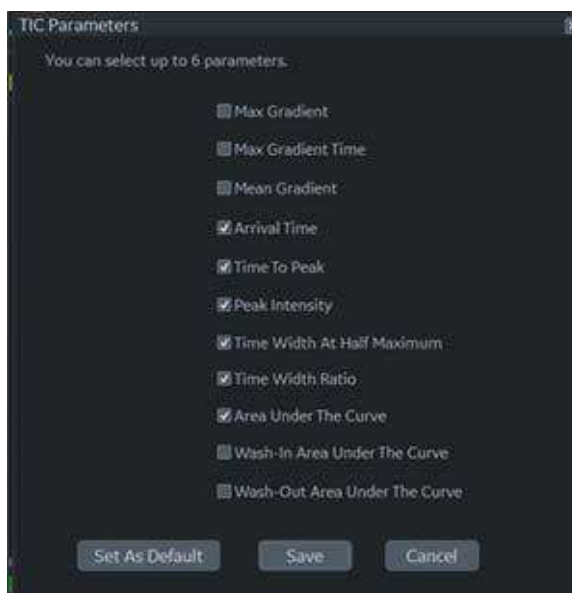 TIC Parameters
You can select up to 6 parameters.
Max Gradient
Max Gradient Time
Mean Gradient
Arrival Time
Time To Peak
Peak Intensity
Time Width At Half Maximum
Time Width Ratio
Area Under The Curve
Wash-In Area Under The Curve
Wash-Out Area Under The Curve
Set As Default Save Cancel